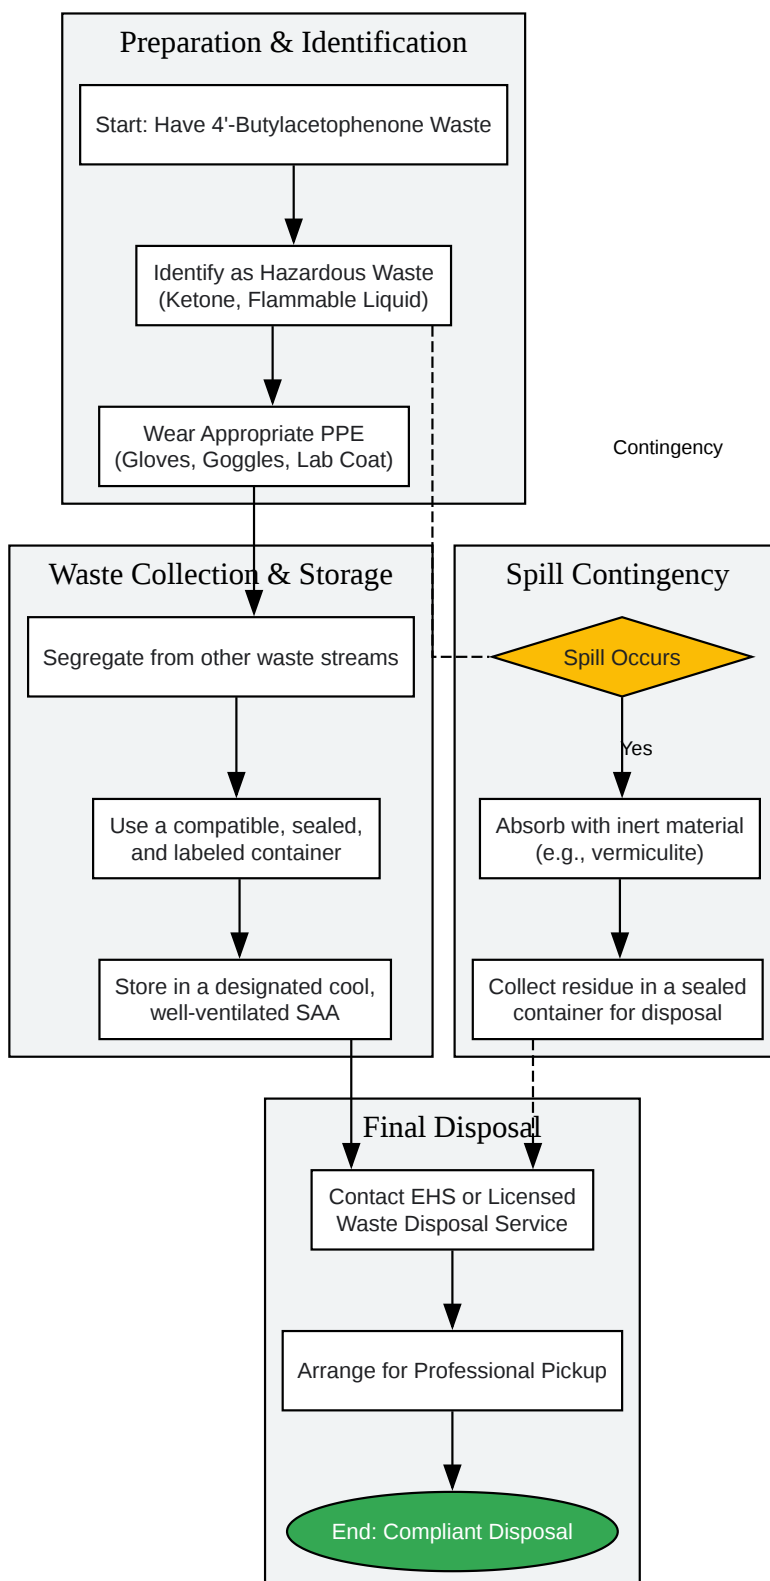 Preparation & Identification
Start: Have 4'-Butylacetophenone Waste
Identify as Hazardous Waste
(Ketone, Flammable Liquid)
Wear Appropriate PPE
(Gloves, Goggles, Lab Coat)
Contingency
Waste Collection & Storage
Segregate from other waste streams
Use a compatible, sealed,
and labeled container
Store in a designated cool,
well-ventilated SAA
Spill Contingency
Spill Occurs
Yes
Absorb with inert material
(e.g., vermiculite)
Collect residue in a sealed
container for disposal
Final Disposal
Contact EHS or Licensed
Waste Disposal Service
Arrange for Professional Pickup
End: Compliant Disposal